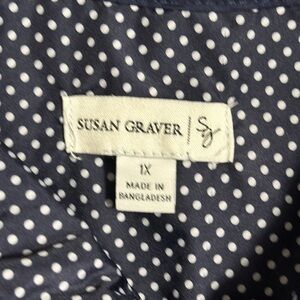 SUSAN GRAVER | Sg
1X
MADE IN
BANGLADESH